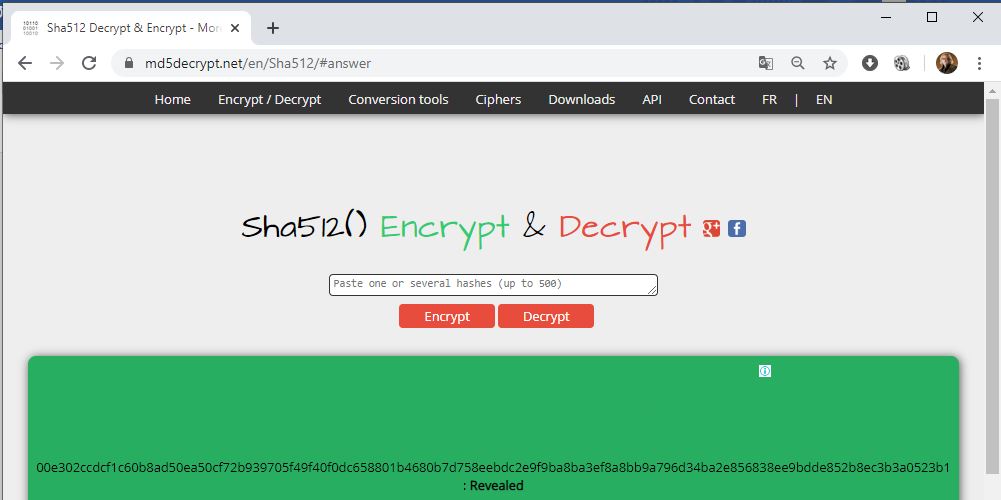 Sha512 Decrypt & Encrypt - More
md5decrypt.net/en/Sha512/#answer
Home Encrypt / Decrypt Conversion tools Ciphers Downloads API Contact FR | EN
Sha512() Encrypt & Decrypt
Paste one or several hashes (up to 500)
Encrypt Decrypt
00e302ccdcf1c60b8ad50ea50cf72b939705f49f40f0dc658801b4680b7d758eebdc2e9f9ba8ba3ef8a8bb9a796d34ba2e856838ee9bdde852b8ec3b3a0523b1
: Revealed